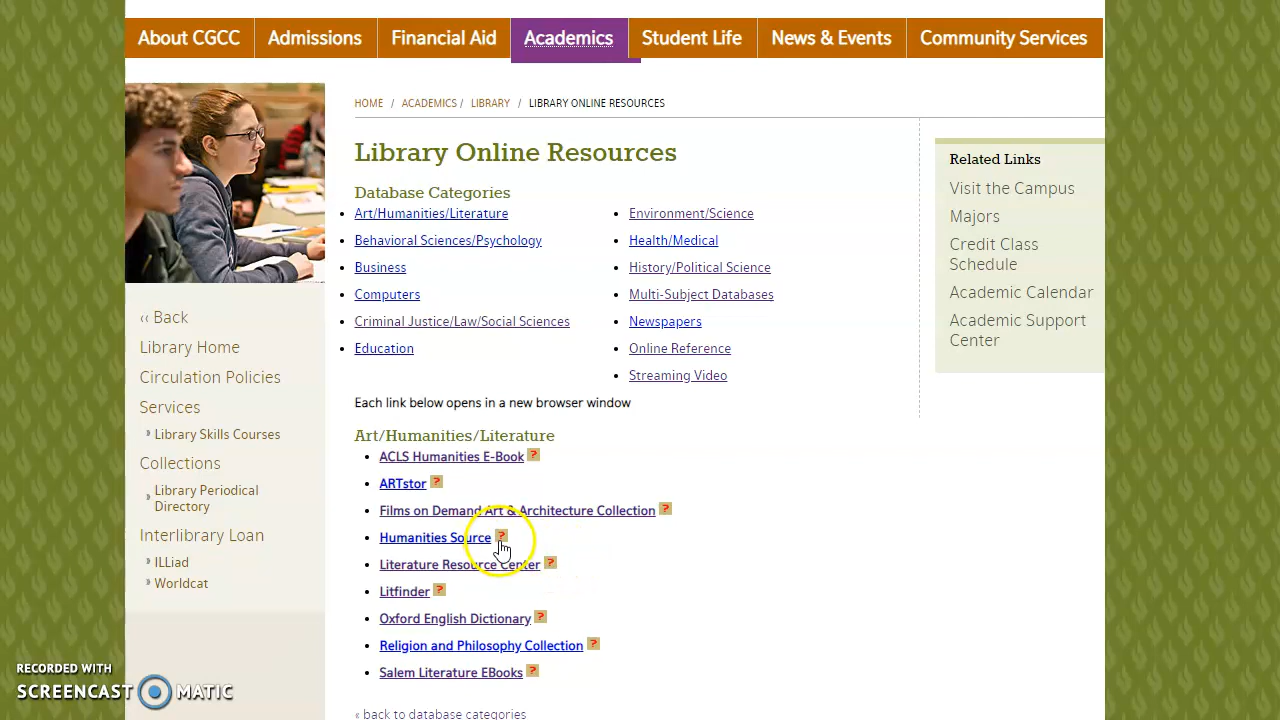 About CGCC Admissions Financial Aid Academics Student Life News & Events Community Services
HOME / ACADEMICS / LIBRARY / LIBRARY ONLINE RESOURCES
Library Online Resources
Database Categories
Art/Humanities/Literature
Behavioral Sciences/Psychology
Business
Computers
Criminal Justice/Law/Social Sciences
Education
Environment/Science
Health/Medical
History/Political Science
Multi-Subject Databases
Newspapers
Online Reference
Streaming Video
Each link below opens in a new browser window
Art/Humanities/Literature
ACLS Humanities E-Book ?
ARTstor ?
Films on Demand Art & Architecture Collection ?
Humanities Source ?
Literature Resource Center ?
Litfinder ?
Oxford English Dictionary ?
Religion and Philosophy Collection ?
Salem Literature EBooks ?
« back to database categories
Related Links
Visit the Campus
Majors
Credit Class
Schedule
Academic Calendar
Academic Support
Center
‹‹ Back
Library Home
Circulation Policies
Services
» Library Skills Courses
Collections
» Library Periodical
Directory
Interlibrary Loan
» ILLiad
» Worldcat
RECORDED WITH
SCREENCAST MATIC